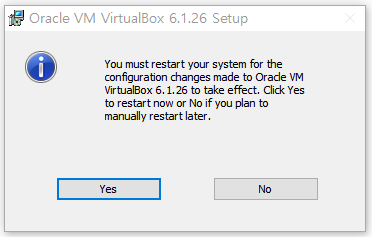 Oracle VM VirtualBox 6.1.26 Setup
You must restart your system for the
configuration changes made to Oracle VM
VirtualBox 6.1.26 to take effect. Click Yes
to restart now or No if you plan to
manually restart later.
Yes
No